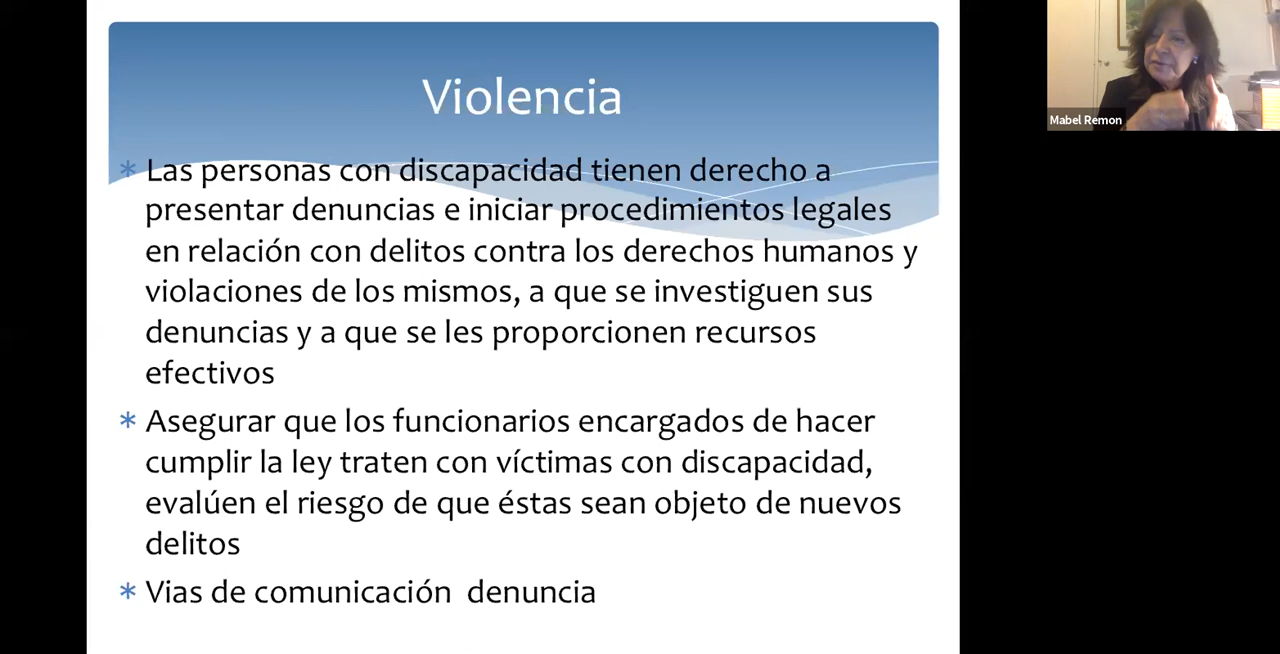 Violencia
* Las personas con discapacidad tienen derecho a
presentar denuncias e iniciar procedimientos legales
en relación con delitos contra los derechos humanos y
violaciones de los mismos, a que se investiguen sus
denuncias y a que se les proporcionen recursos
efectivos
* Asegurar que los funcionarios encargados de hacer
cumplir la ley traten con víctimas con discapacidad,
evalúen el riesgo de que éstas sean objeto de nuevos
delitos
* Vias de comunicación denuncia
Mabel Remon